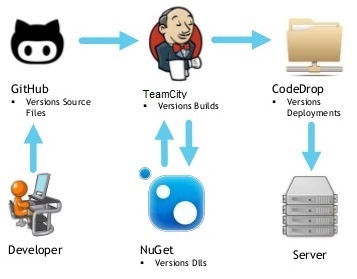 GitHub
▪ Versions Source
Files
TeamCity
▪ Versions Builds
CodeDrop
▪ Versions
Deployments
Developer
NuGet
▪ Versions Dlls
Server